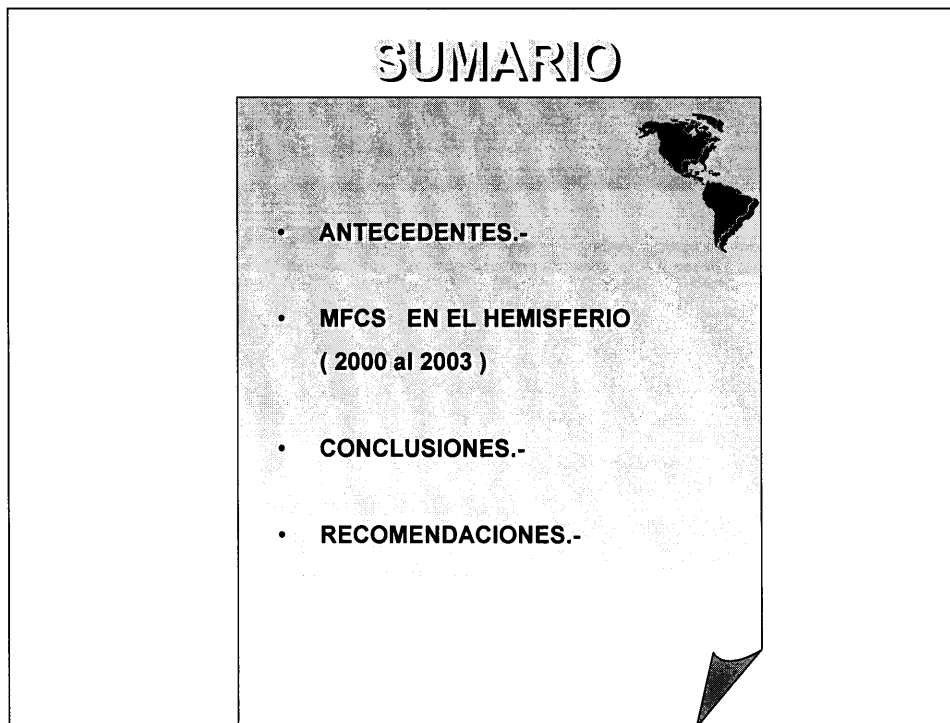 SUMARIO
• ANTECEDENTES.-
• MFCS EN EL HEMISFERIO
( 2000 al 2003 )
• CONCLUSIONES.-
• RECOMENDACIONES.-